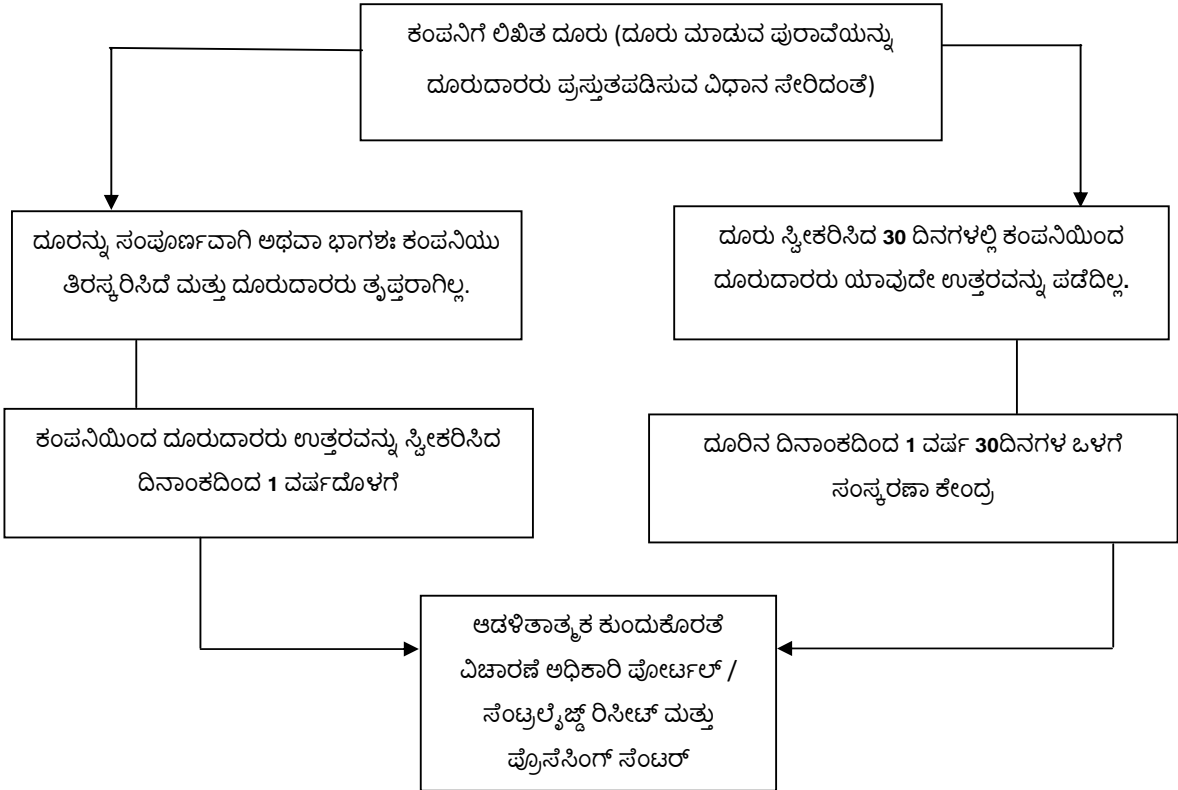 ಕಂಪನಿಗೆ ಲಿಖಿತ ದೂರು (ದೂರು ಮಾಡುವ ಪುರಾವೆಯನ್ನು
ದೂರುದಾರರು ಪ್ರಸ್ತುತಪಡಿಸುವ ವಿಧಾನ ಸೇರಿದಂತೆ)
ದೂರನ್ನು ಸಂಪೂರ್ಣವಾಗಿ ಅಥವಾ ಭಾಗಶಃ ಕಂಪನಿಯು
ತಿರಸ್ಕರಿಸಿದೆ ಮತ್ತು ದೂರುದಾರರು ತೃಪ್ತರಾಗಿಲ್ಲ.
ದೂರು ಸ್ವೀಕರಿಸಿದ 30 ದಿನಗಳಲ್ಲಿ ಕಂಪನಿಯಿಂದ
ದೂರುದಾರರು ಯಾವುದೇ ಉತ್ತರವನ್ನು ಪಡೆದಿಲ್ಲ.
ಕಂಪನಿಯಿಂದ ದೂರುದಾರರು ಉತ್ತರವನ್ನು ಸ್ವೀಕರಿಸಿದ
ದಿನಾಂಕದಿಂದ 1 ವರ್ಷದೊಳಗೆ
ದೂರಿನ ದಿನಾಂಕದಿಂದ 1 ವರ್ಷ 30ದಿನಗಳ ಒಳಗೆ
ಸಂಸ್ಕರಣಾ ಕೇಂದ್ರ
ಆಡಳಿತಾತ್ಮಕ ಕುಂದುಕೊರತೆ
ವಿಚಾರಣೆ ಅಧಿಕಾರಿ ಪೋರ್ಟಲ್ /
ಸೆಂಟ್ರಲೈಜ್ಡ್ ರಿಸೀಟ್ ಮತ್ತು
ಪ್ರೊಸೆಸಿಂಗ್ ಸೆಂಟರ್